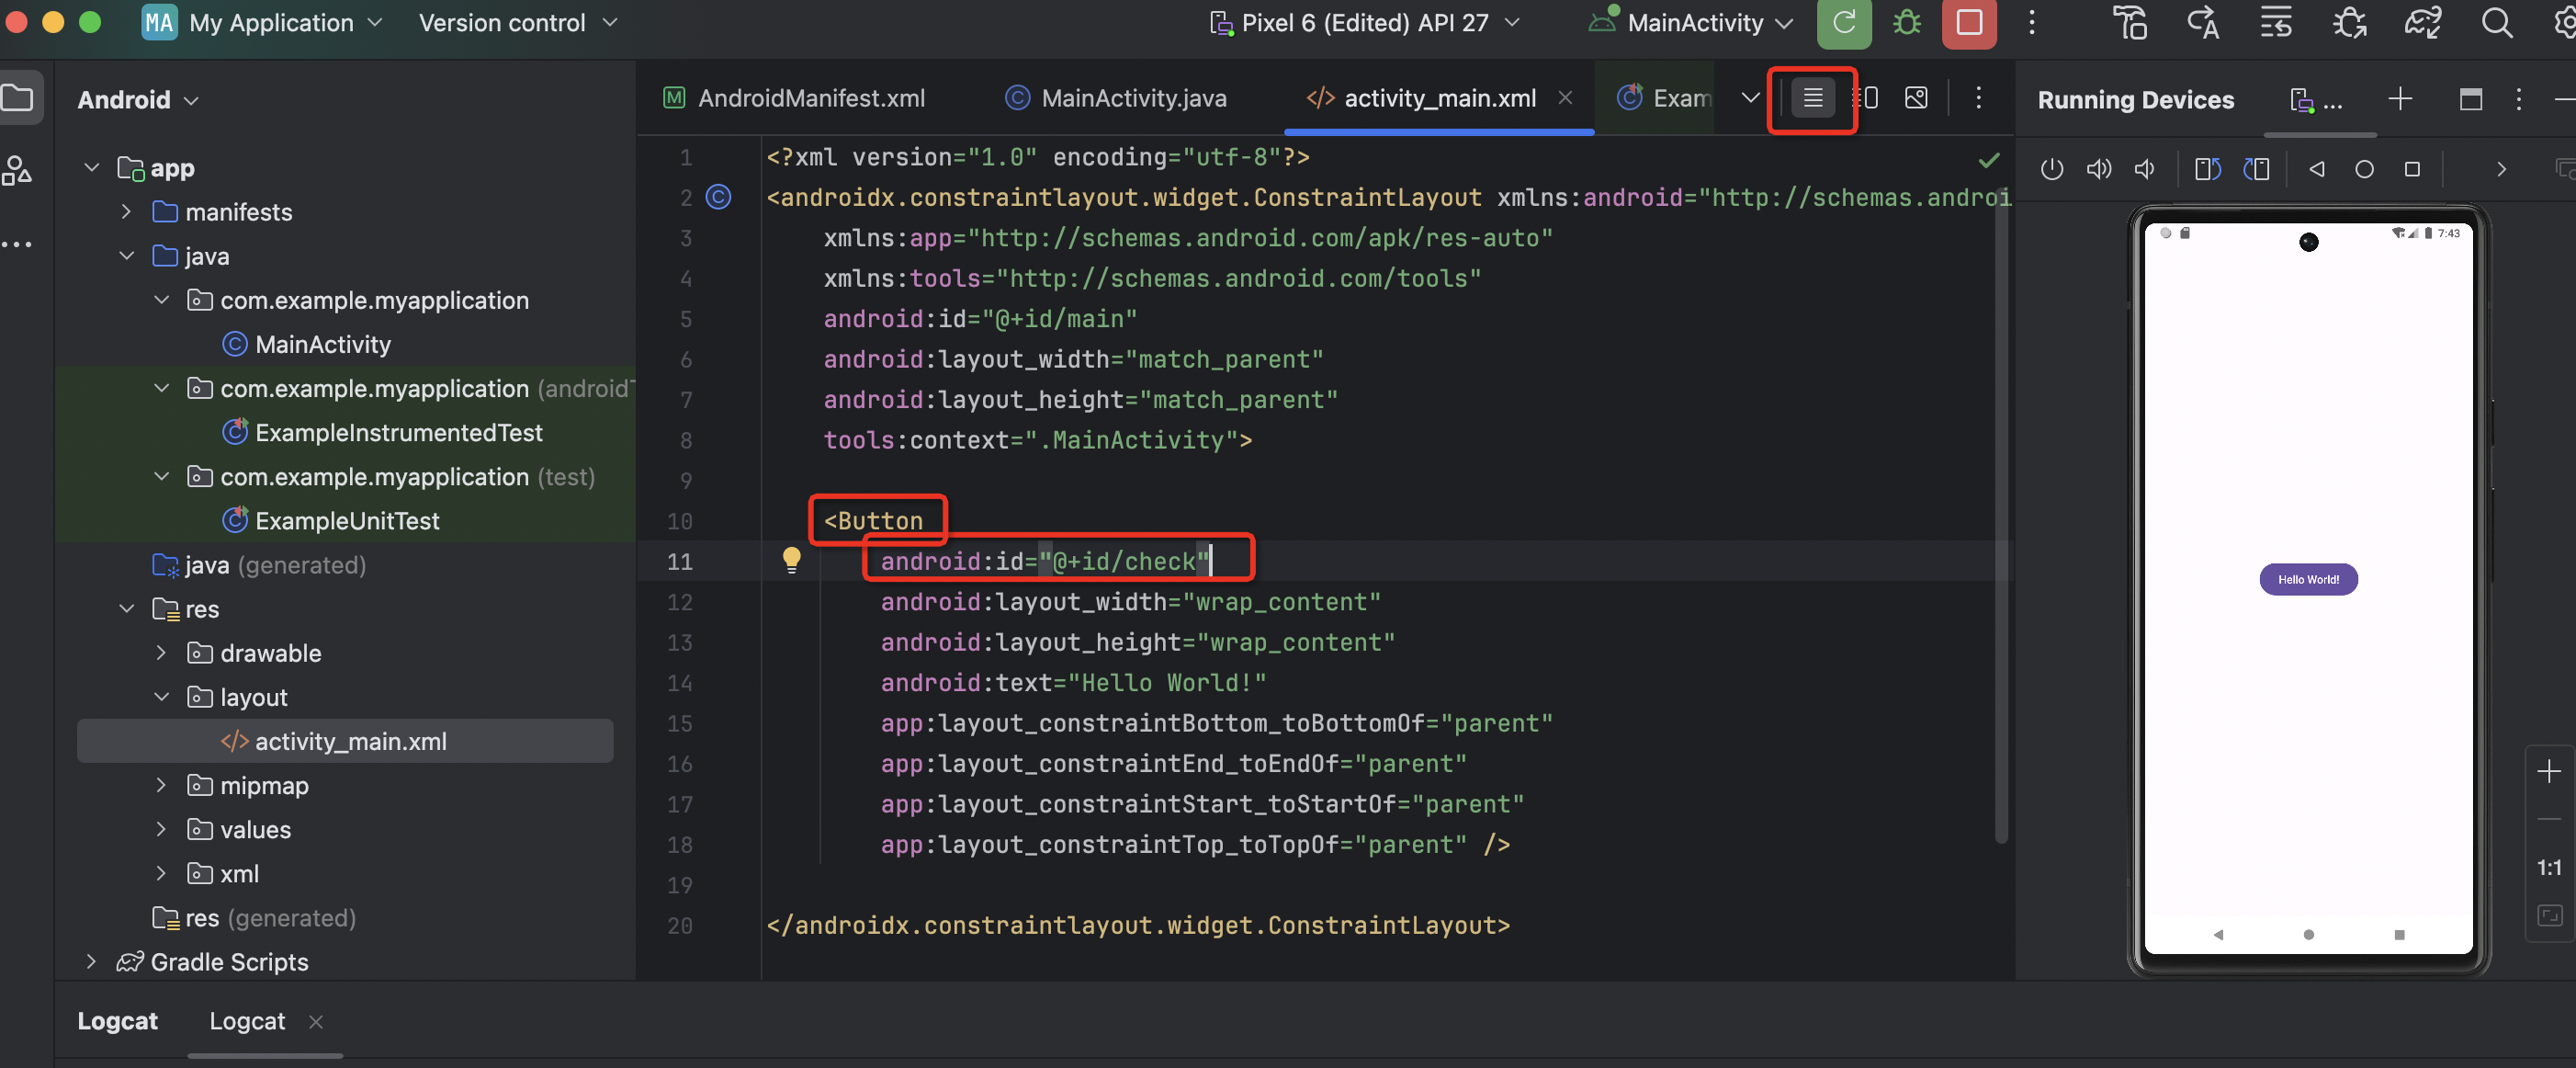 MA My Application Version control Pixel 6 (Edited) API 27 MainActivity
Android
app
manifests
java
com.example.myapplication
MainActivity
com.example.myapplication (android
ExampleInstrumentedTest
com.example.myapplication (test)
ExampleUnitTest
java (generated)
res
drawable
layout
activity_main.xml
mipmap
values
xml
res (generated)
Gradle Scripts
AndroidManifest.xml MainActivity.java activity_main.xml Exam
1 <?xml version="1.0" encoding="utf-8"?>
2 <androidx.constraintlayout.widget.ConstraintLayout xmlns:android="http://schemas.androi
3 xmlns:app="http://schemas.android.com/apk/res-auto"
4 xmlns:tools="http://schemas.android.com/tools"
5 android:id="@+id/main"
6 android:layout_width="match_parent"
7 android:layout_height="match_parent"
8 tools:context=".MainActivity">
9
10 <Button
11 android:id="@+id/check"
12 android:layout_width="wrap_content"
13 android:layout_height="wrap_content"
14 android:text="Hello World!"
15 app:layout_constraintBottom_toBottomOf="parent"
16 app:layout_constraintEnd_toEndOf="parent"
17 app:layout_constraintStart_toStartOf="parent"
18 app:layout_constraintTop_toTopOf="parent" />
19
20 </androidx.constraintlayout.widget.ConstraintLayout>
Running Devices ...
7:43
Hello World!
1:1
Logcat Logcat